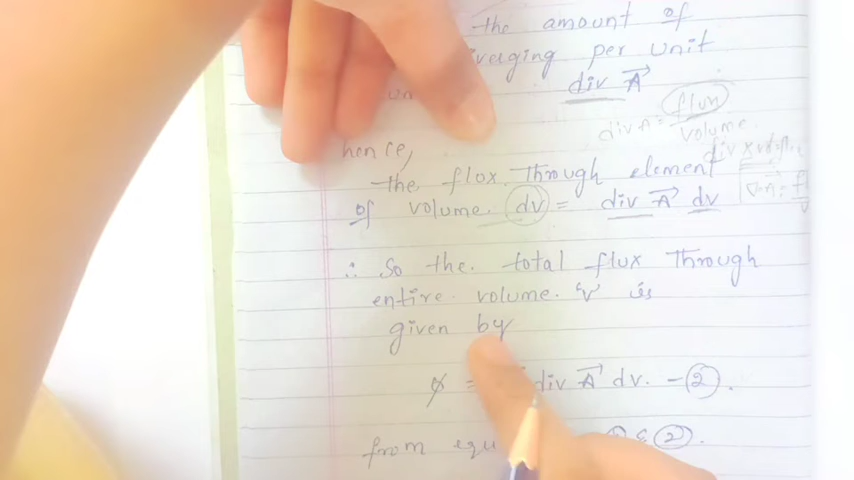 the amount of
per unit
div A⃗
div A = flux
volume
hence,
the flux through element
of volume dv = div A⃗ dv
∴ So the total flux through
entire volume 'v' is
given by
ϕ = div A⃗ dv. - ②.
from equ & ②.